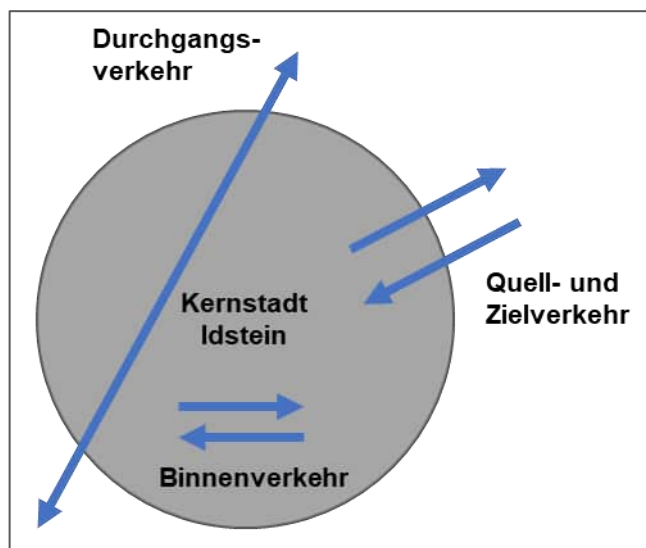 Durchgangs-
verkehr
Quell- und
Zielverkehr
Kernstadt
Idstein
Binnenverkehr